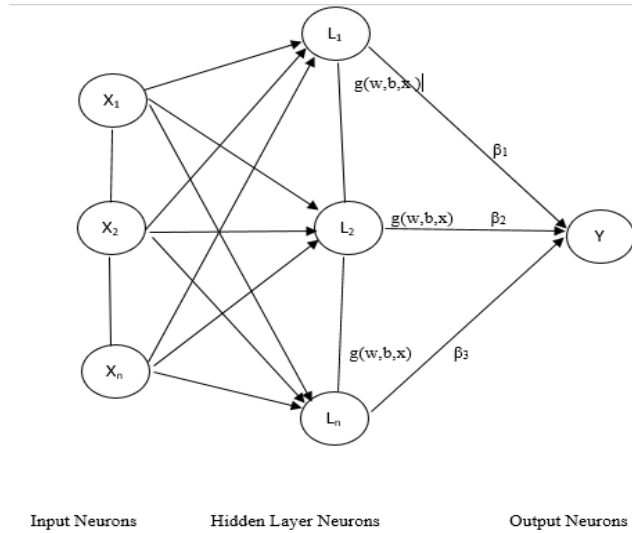 L₁
g(w,b,x)
X₁
β₁
X₂
L₂
g(w,b,x)
β₂
Y
g(w,b,x)
β₃
Xₙ
Lₙ
Input Neurons
Hidden Layer Neurons
Output Neurons